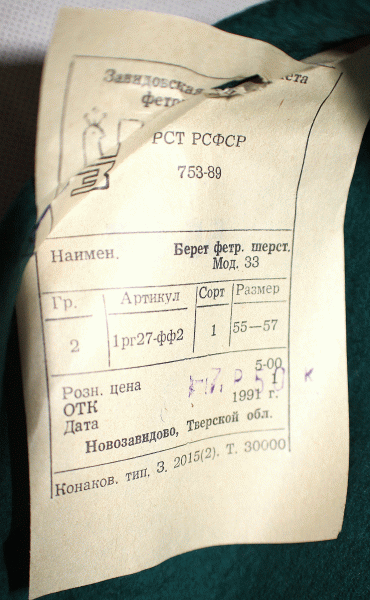 Завидовская
РСТ РСФСР
753-89
Наимен. Берет фетр. шерст.
Мод. 33
Гр. Артикул Сорт Размер
2 1рг27-фф2 1 55—57
Розн. цена 5-00
ОТК 1
Дата 1991 г.
Новозавидово, Тверской обл.
Конаков. тип. З. 2015(2). Т. 30000